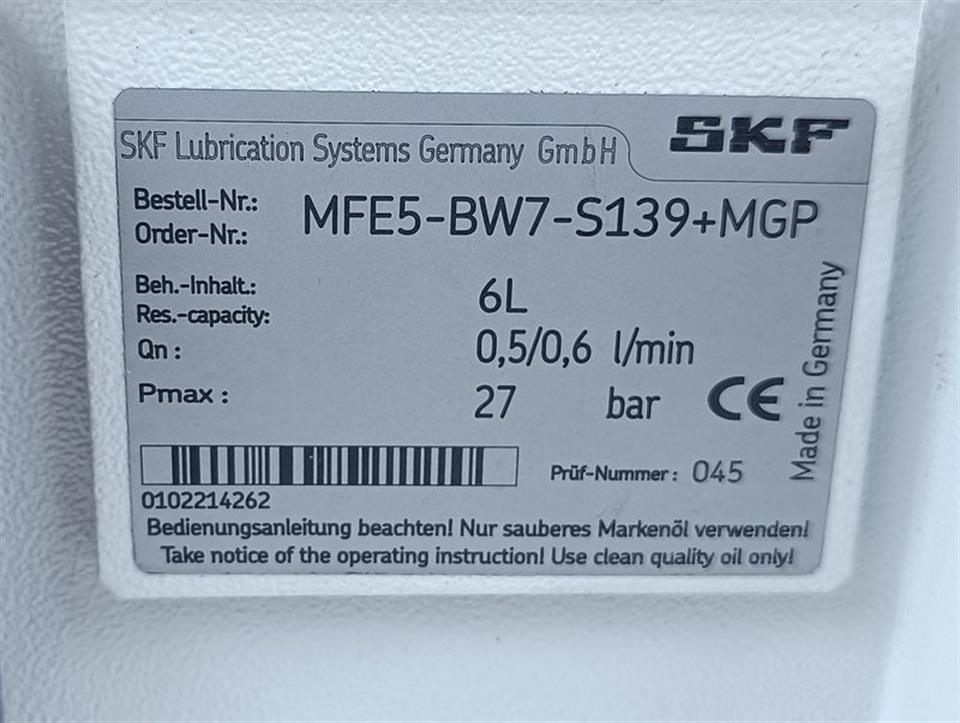 SKF Lubrication Systems Germany GmbH
SKF
Bestell-Nr.:
Order-Nr.:
MFE5-BW7-S139+MGP
Beh.-Inhalt.:
Res.-capacity:
6L
Qn :
0,5/0,6 l/min
Pmax :
27 bar
CE
Made in Germany
Prüf-Nummer : 045
0102214262
Bedienungsanleitung beachten! Nur sauberes Markenöl verwenden!
Take notice of the operating instruction! Use clean quality oil only!